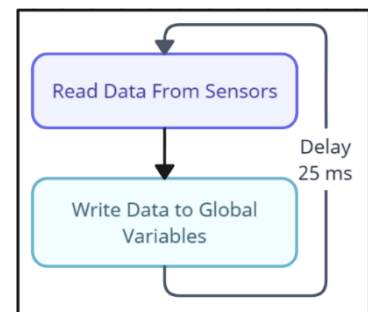 Read Data From Sensors
Delay
25 ms
Write Data to Global
Variables